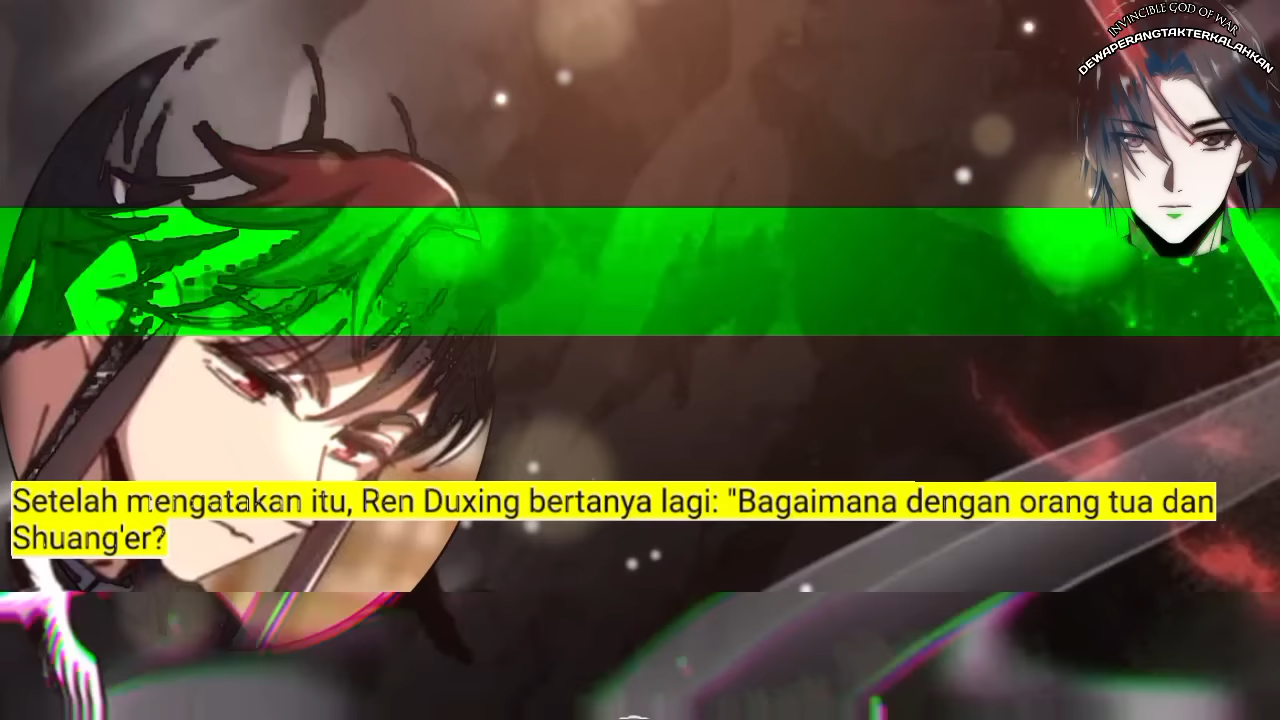 INVINCIBLE GOD OF WAR
DEWAPERANGTAKTERKALAHKAN
Setelah mengatakan itu, Ren Duxing bertanya lagi: "Bagaimana dengan orang tua dan
Shuang'er?